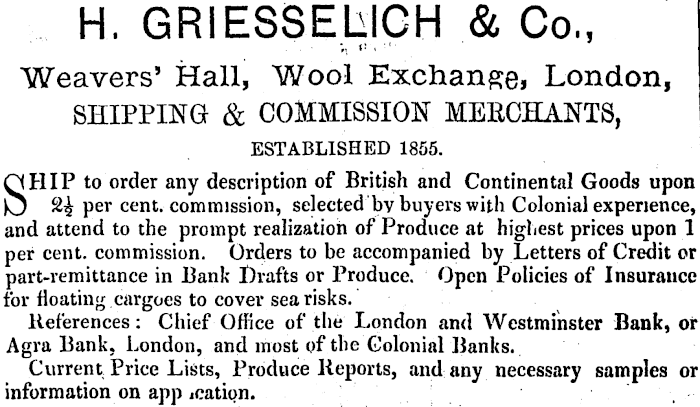 H. GRIESSELICH & Co.,
Weavers' Hall, Wool Exchange, London,
SHIPPING & COMMISSION MERCHANTS,
ESTABLISHED 1855.
SHIP to order any description of British and Continental Goods upon
2½ per cent. commission, selected by buyers with Colonial experience,
and attend to the prompt realization of Produce at highest prices upon 1
per cent. commission. Orders to be accompanied by Letters of Credit or
part-remittance in Bank Drafts or Produce. Open Policies of Insurance
for floating cargoes to cover sea risks.
References: Chief Office of the London and Westminster Bank, or
Agra Bank, London, and most of the Colonial Banks.
Current Price Lists, Produce Reports, and any necessary samples or
information on application.